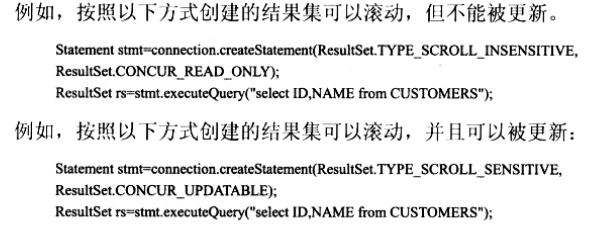 例如，按照以下方式创建的结果集可以滚动，但不能被更新。
Statement stmt=connection.createStatement(ResultSet.TYPE_SCROLL_INSENSITIVE,
ResultSet.CONCUR_READ_ONLY);
ResultSet rs=stmt.executeQuery("select ID,NAME from CUSTOMERS");
例如，按照以下方式创建的结果集可以滚动，并且可以被更新：
Statement stmt=connection.createStatement(ResultSet.TYPE_SCROLL_SENSITIVE,
ResultSet.CONCUR_UPDATABLE);
ResultSet rs=stmt.executeQuery("select ID,NAME from CUSTOMERS");